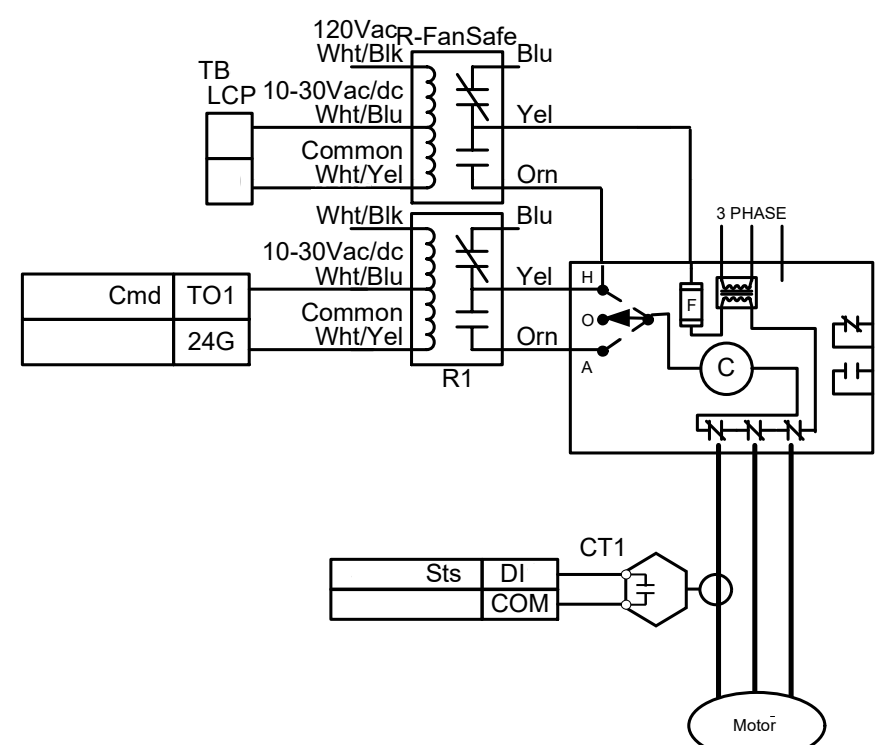 120Vac
Wht/Blk
R-FanSafe
Blu
TB
LCP
10-30Vac/dc
Wht/Blu
Yel
Common
Wht/Yel
Orn
3 PHASE
Wht/Blk
Blu
10-30Vac/dc
Wht/Blu
Yel
H
Cmd TO1
F
Common
Wht/Yel
O
24G
Orn
A
C
R1
CT1
Sts DI
COM
Motor